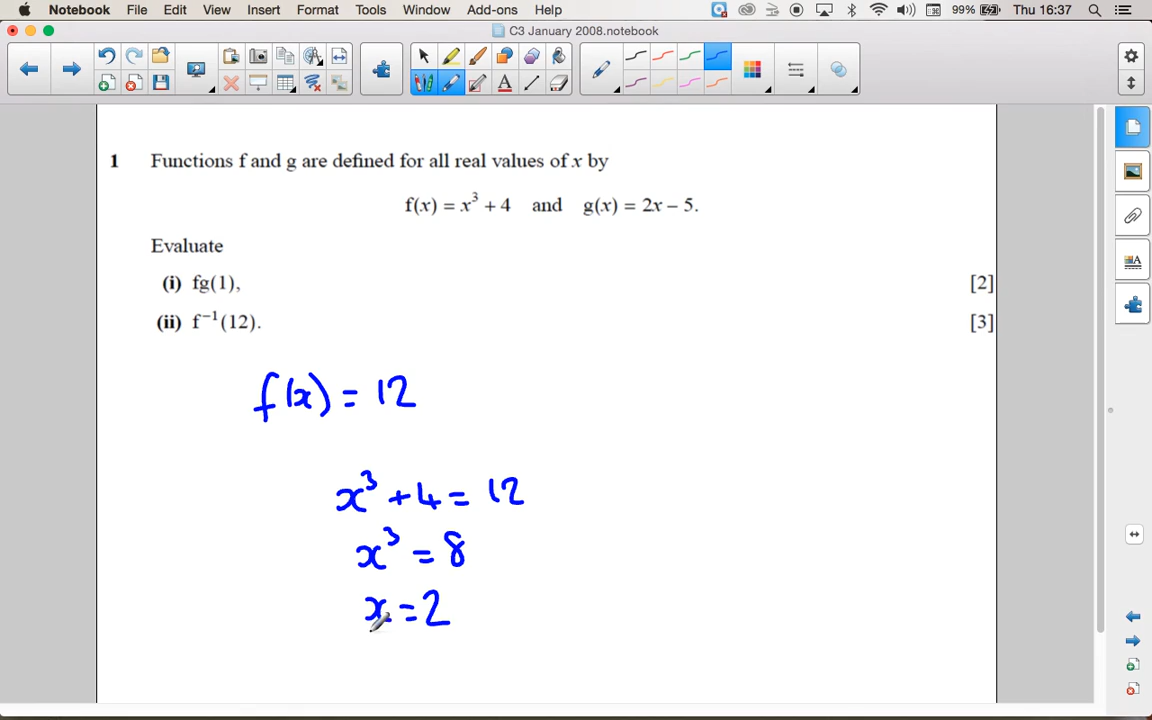 Notebook File Edit View Insert Format Tools Window Add-ons Help 99% Thu 16:37
C3 January 2008.notebook
1 Functions f and g are defined for all real values of x by
f(x) = x³ + 4 and g(x) = 2x – 5.
Evaluate
(i) fg(1), [2]
(ii) f⁻¹(12). [3]
f(x) = 12
x³ + 4 = 12
x³ = 8
x = 2